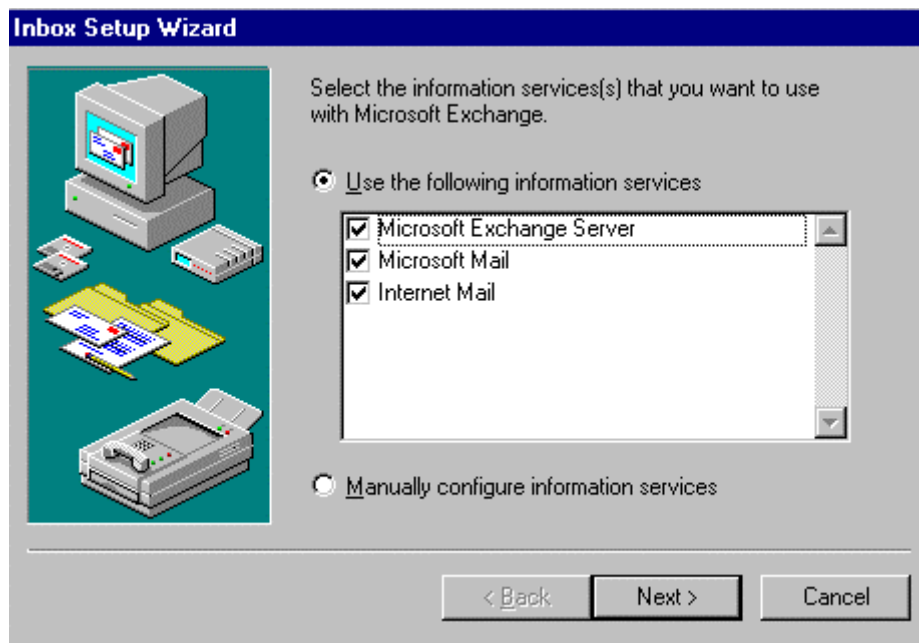 Inbox Setup Wizard
Select the information services(s) that you want to use
with Microsoft Exchange.
Use the following information services
Microsoft Exchange Server
Microsoft Mail
Internet Mail
Manually configure information services
< Back
Next >
Cancel